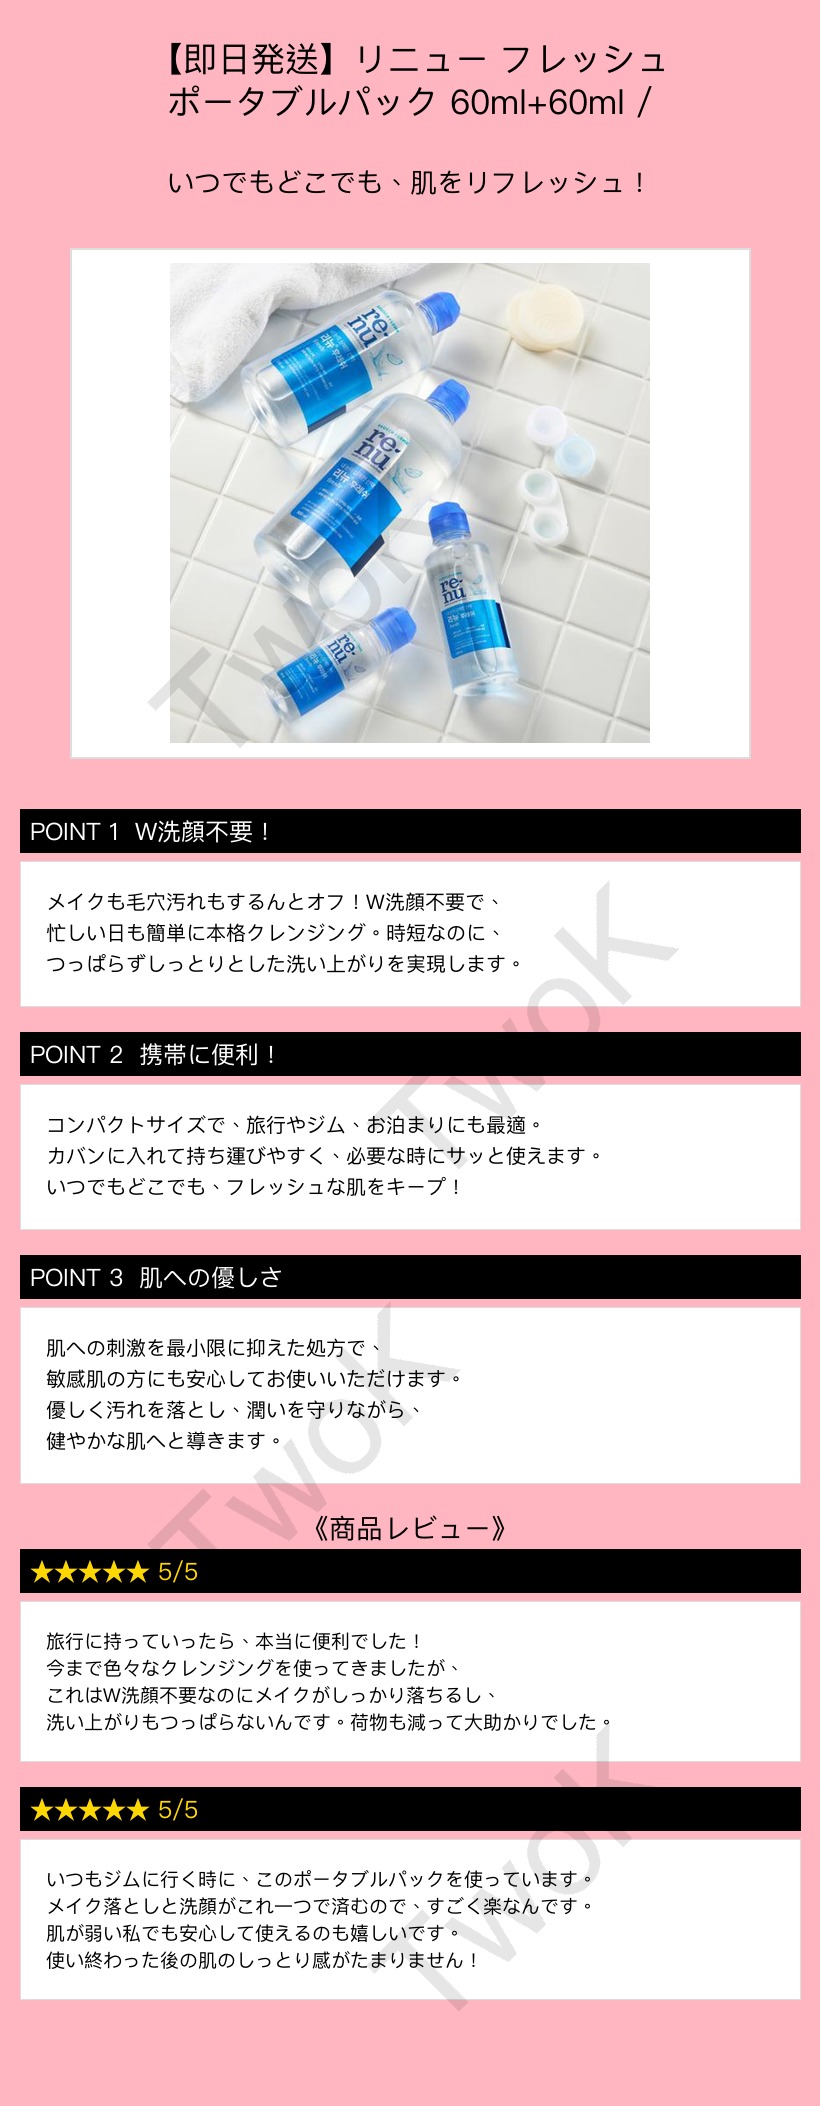 【即日発送】リニュー フレッシュ
ポータブルパック 60ml+60ml /
いつでもどこでも、肌をリフレッシュ！
re-
nu
리뉴 후레쉬
fresh
re-
nu
리뉴 후레쉬
fresh
re-
nu
리뉴 후레쉬
re-
nu
리뉴 후레쉬
TwoK
POINT 1 W洗顔不要！
メイクも毛穴汚れもするんとオフ！W洗顔不要で、
忙しい日も簡単に本格クレンジング。時短なのに、
つっぱらずしっとりとした洗い上がりを実現します。
TwoK
POINT 2 携帯に便利！
コンパクトサイズで、旅行やジム、お泊まりにも最適。
カバンに入れて持ち運びやすく、必要な時にサッと使えます。
いつでもどこでも、フレッシュな肌をキープ！
POINT 3 肌への優しさ
肌への刺激を最小限に抑えた処方で、
敏感肌の方にも安心してお使いいただけます。
優しく汚れを落とし、潤いを守りながら、
健やかな肌へと導きます。
TwoK
《商品レビュー》
★★★★★ 5/5
旅行に持っていったら、本当に便利でした！
今まで色々なクレンジングを使ってきましたが、
これはW洗顔不要なのにメイクがしっかり落ちるし、
洗い上がりもつっぱらないんです。荷物も減って大助かりでした。
★★★★★ 5/5
いつもジムに行く時に、このポータブルパックを使っています。
メイク落としと洗顔がこれ一つで済むので、すごく楽なんです。
肌が弱い私でも安心して使えるのも嬉しいです。
使い終わった後の肌のしっとり感がたまりません！
TwoK